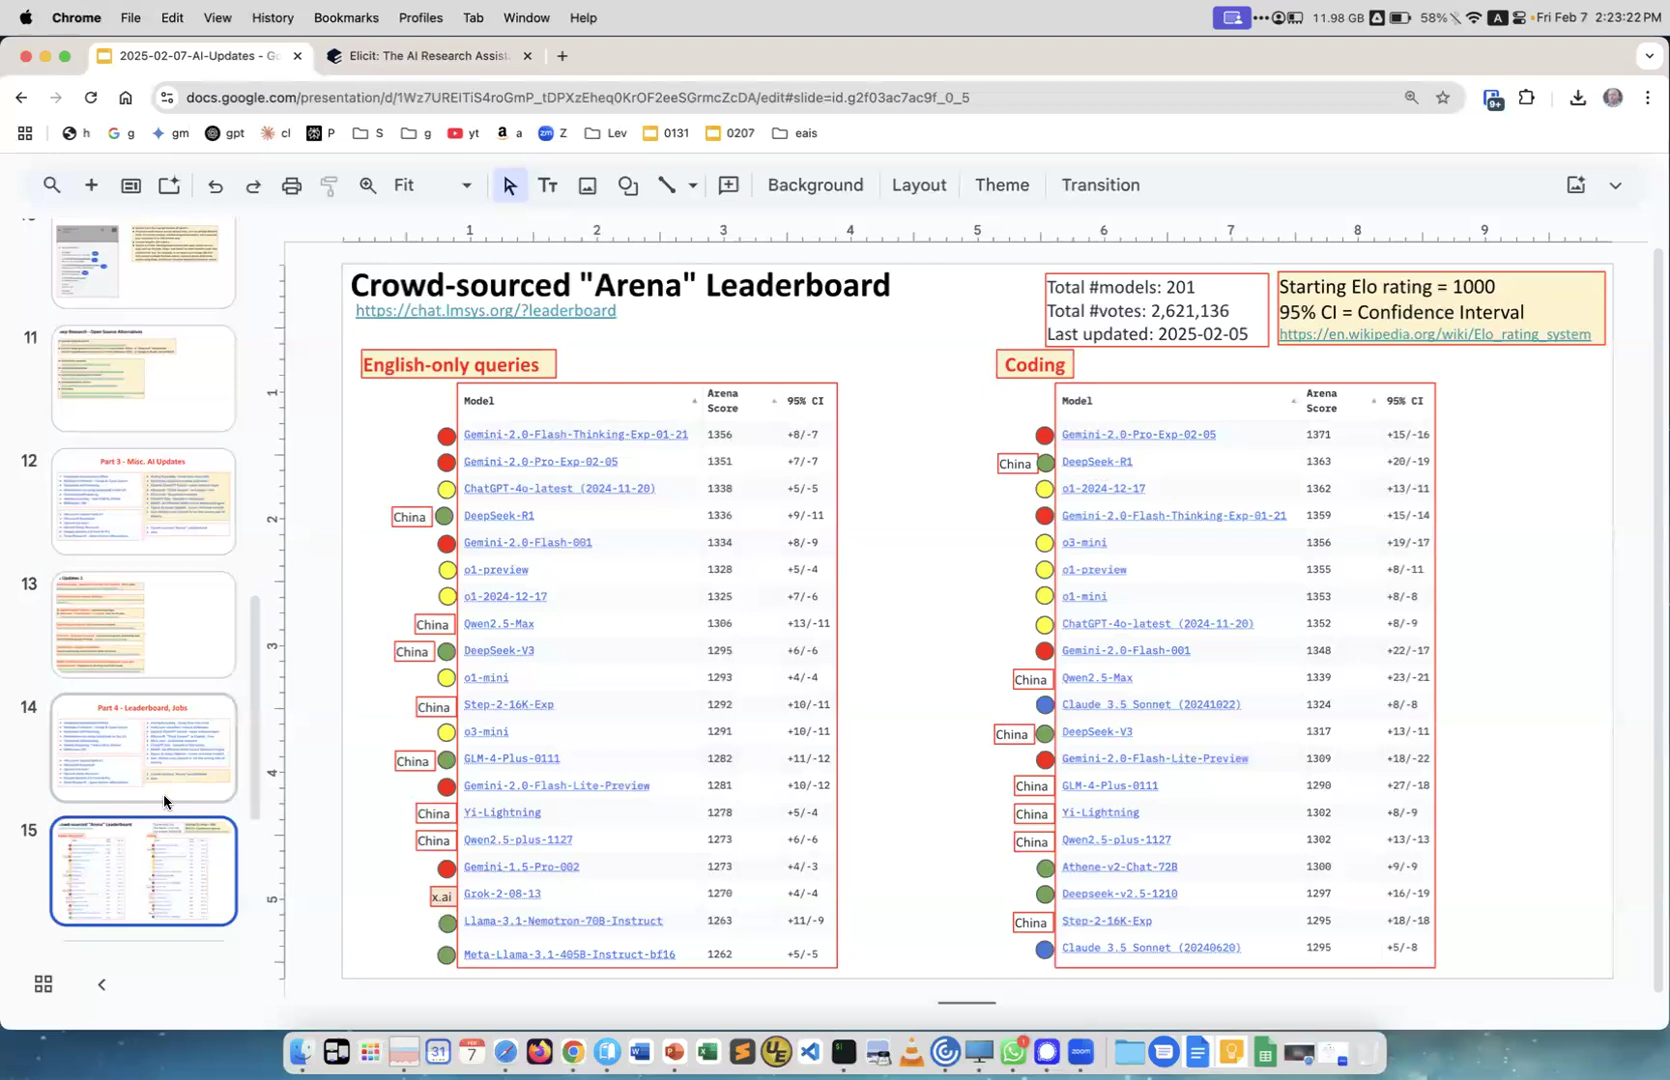 Chrome File Edit View History Bookmarks Profiles Tab Window Help 11.98 GB 58% A Fri Feb 7 2:23:22 PM
2025-02-07-AI-Updates - Go Elicit: The AI Research Assist
docs.google.com/presentation/d/1Wz7UREITiS4roGmP_tDPXzEheq0KrOF2eeSGrmcZcDA/edit#slide=id.g2f03ac7ac9f_0_5 9+
h g gm gpt cl P S g yt a Z Lev 0131 0207 eais
Fit Background Layout Theme Transition
1 2 3 4 5 6 7 8 9
Crowd-sourced "Arena" Leaderboard
https://chat.lmsys.org/?leaderboard
Total #models: 201
Total #votes: 2,621,136
Last updated: 2025-02-05
Starting Elo rating = 1000
95% CI = Confidence Interval
https://en.wikipedia.org/wiki/Elo_rating_system
English-only queries
Model Arena Score 95% CI
Gemini-2.0-Flash-Thinking-Exp-01-21 1356 +8/-7
Gemini-2.0-Pro-Exp-02-05 1351 +7/-7
ChatGPT-4o-latest (2024-11-20) 1338 +5/-5
China DeepSeek-R1 1336 +9/-11
Gemini-2.0-Flash-001 1334 +8/-9
o1-preview 1328 +5/-4
o1-2024-12-17 1325 +7/-6
China Qwen2.5-Max 1306 +13/-11
China DeepSeek-V3 1295 +6/-6
o1-mini 1293 +4/-4
China Step-2-16K-Exp 1292 +10/-11
o3-mini 1291 +10/-11
China GLM-4-Plus-0111 1282 +11/-12
Gemini-2.0-Flash-Lite-Preview 1281 +10/-12
China Yi-Lightning 1278 +5/-4
China Qwen2.5-plus-1127 1273 +6/-6
Gemini-1.5-Pro-002 1273 +4/-3
x.ai Grok-2-08-13 1270 +4/-4
Llama-3.1-Nemotron-70B-Instruct 1263 +11/-9
Meta-Llama-3.1-405B-Instruct-bf16 1262 +5/-5
Coding
Model Arena Score 95% CI
Gemini-2.0-Pro-Exp-02-05 1371 +15/-16
China DeepSeek-R1 1363 +20/-19
o1-2024-12-17 1362 +13/-11
Gemini-2.0-Flash-Thinking-Exp-01-21 1359 +15/-14
o3-mini 1356 +19/-17
o1-preview 1355 +8/-11
o1-mini 1353 +8/-8
ChatGPT-4o-latest (2024-11-20) 1352 +8/-9
Gemini-2.0-Flash-001 1348 +22/-17
China Qwen2.5-Max 1339 +23/-21
Claude 3.5 Sonnet (20241022) 1324 +8/-8
China DeepSeek-V3 1317 +13/-11
Gemini-2.0-Flash-Lite-Preview 1309 +18/-22
China GLM-4-Plus-0111 1290 +27/-18
China Yi-Lightning 1302 +8/-9
China Qwen2.5-plus-1127 1302 +13/-13
Athene-v2-Chat-72B 1300 +9/-9
Deepseek-v2.5-1210 1297 +16/-19
China Step-2-16K-Exp 1295 +18/-18
Claude 3.5 Sonnet (20240620) 1295 +5/-8
1
2
3
4
5
11
12
Part 3 - Misc. AI Updates
13
14
Part 4 - Leaderboard, Jobs
15